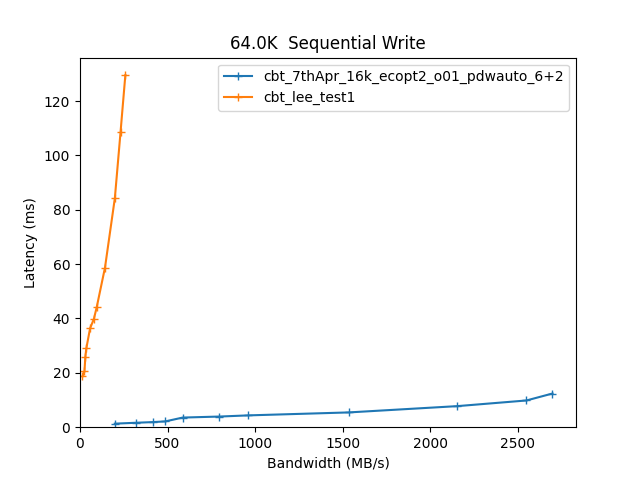 64.0K  Sequential Write
cbt_7thApr_16k_ecopt2_o01_pdwauto_6+2
cbt_lee_test1
120
100
80
60
40
20
0
Latency (ms)
0 500 1000 1500 2000 2500
Bandwidth (MB/s)